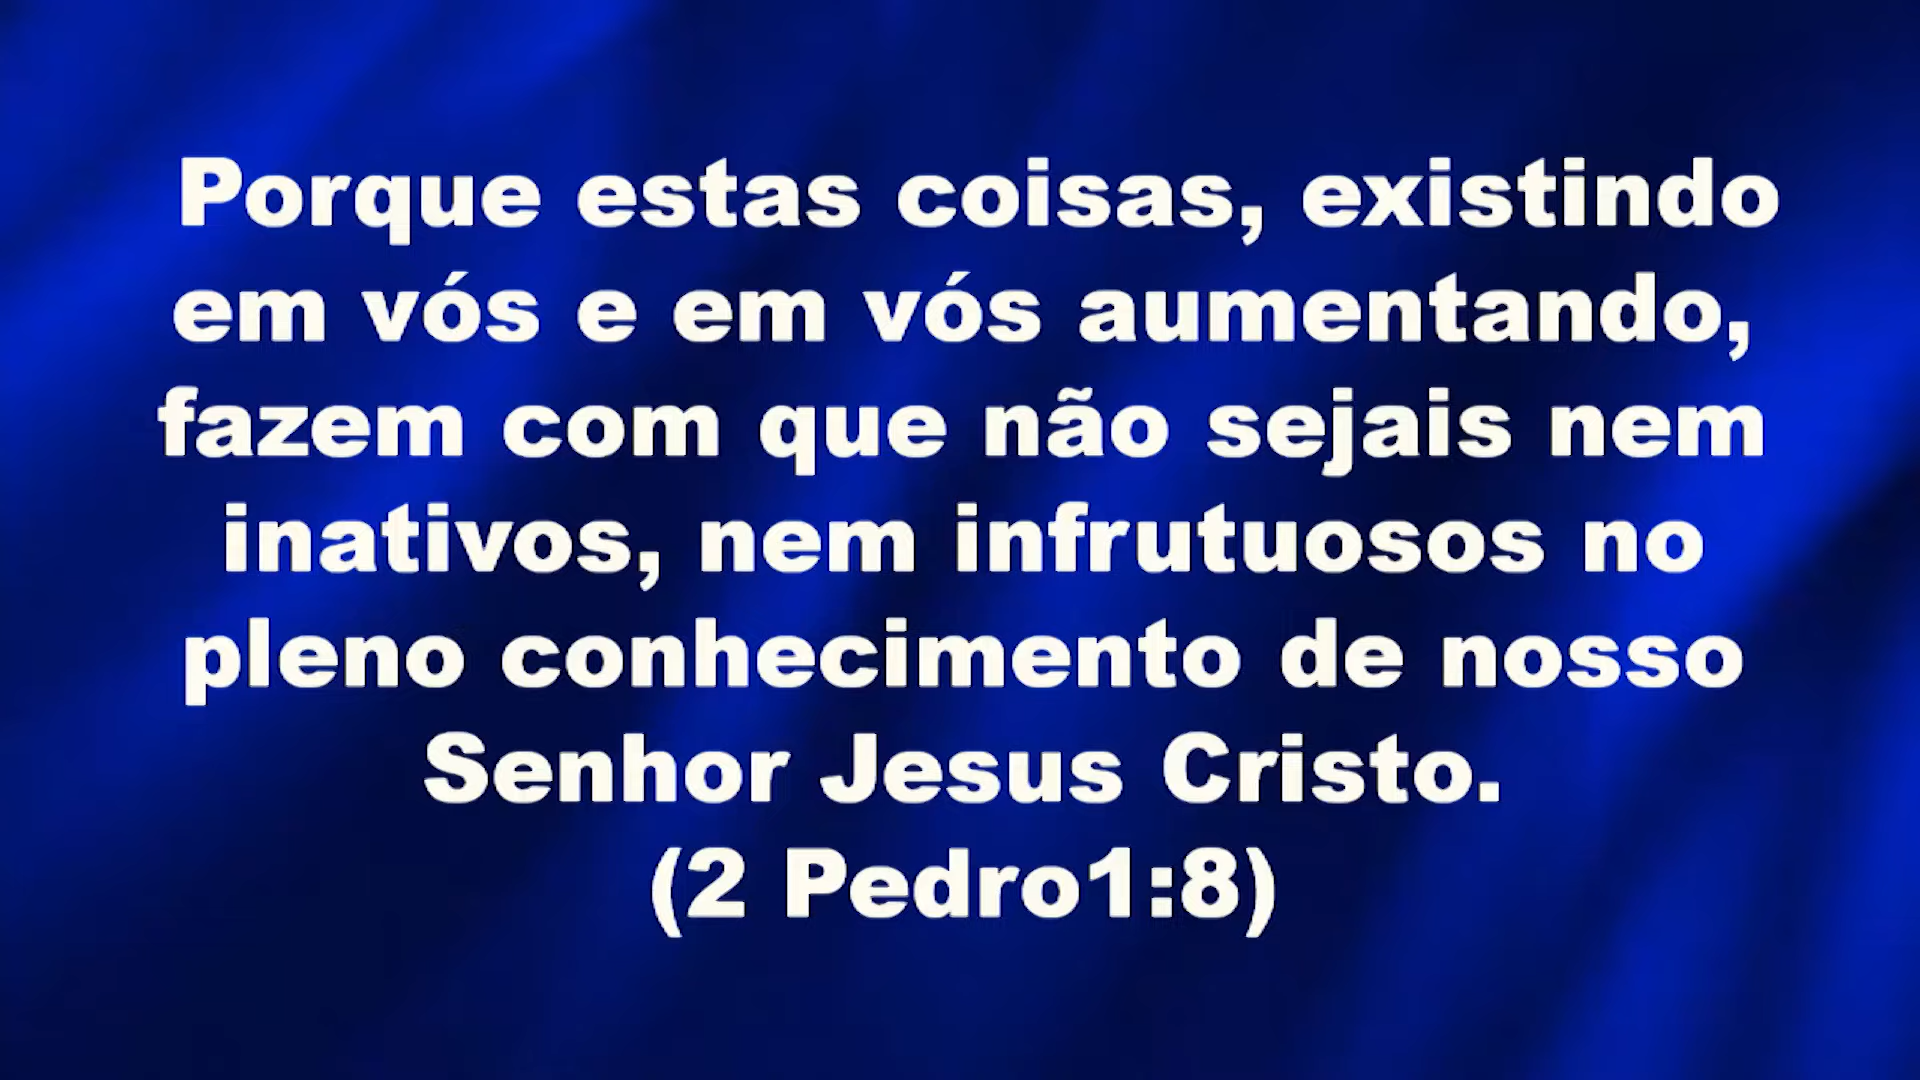 Porque estas coisas, existindo
em vós e em vós aumentando,
fazem com que não sejais nem
inativos, nem infrutuosos no
pleno conhecimento de nosso
Senhor Jesus Cristo.
(2 Pedro1:8)